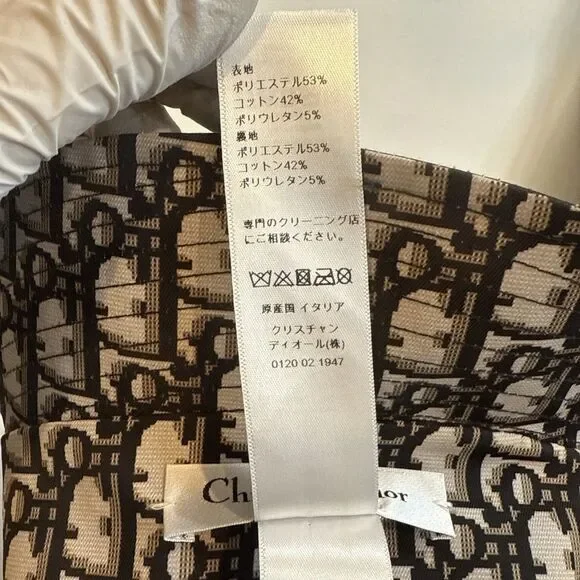 表地
ポリエステル53%
コットン42%
ポリウレタン5%
裏地
ポリエステル53%
コットン42%
ポリウレタン5%
専門のクリーニング店
にご相談ください。
原産国 イタリア
クリスチャン
ディオール(株)
0120 02 1947